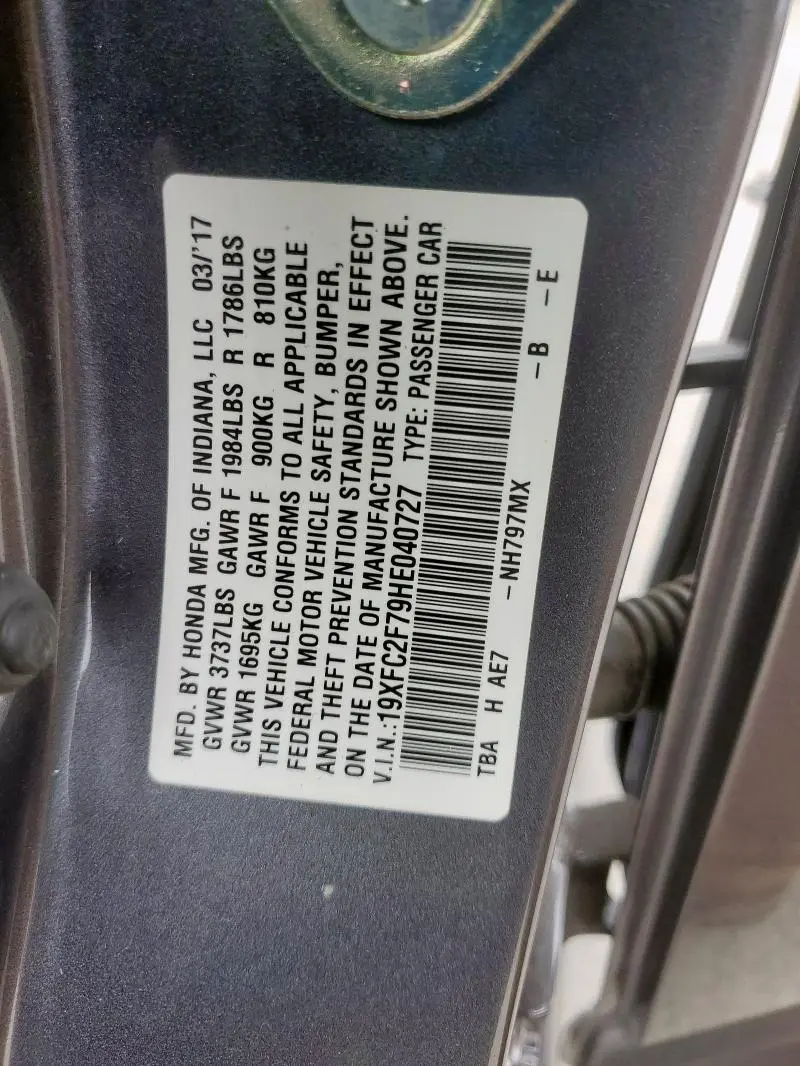 MFD. BY HONDA MFG. OF INDIANA, LLC 03/'17
GVWR 3737LBS GAWR F 1984LBS R 1786LBS
GVWR 1695KG GAWR F 900KG R 810KG
THIS VEHICLE CONFORMS TO ALL APPLICABLE
FEDERAL MOTOR VEHICLE SAFETY, BUMPER,
AND THEFT PREVENTION STANDARDS IN EFFECT
ON THE DATE OF MANUFACTURE SHOWN ABOVE.
V.I.N.:19XFC2F79HE040727 TYPE: PASSENGER CAR
TBA H AE7 -NH797MX -B -E